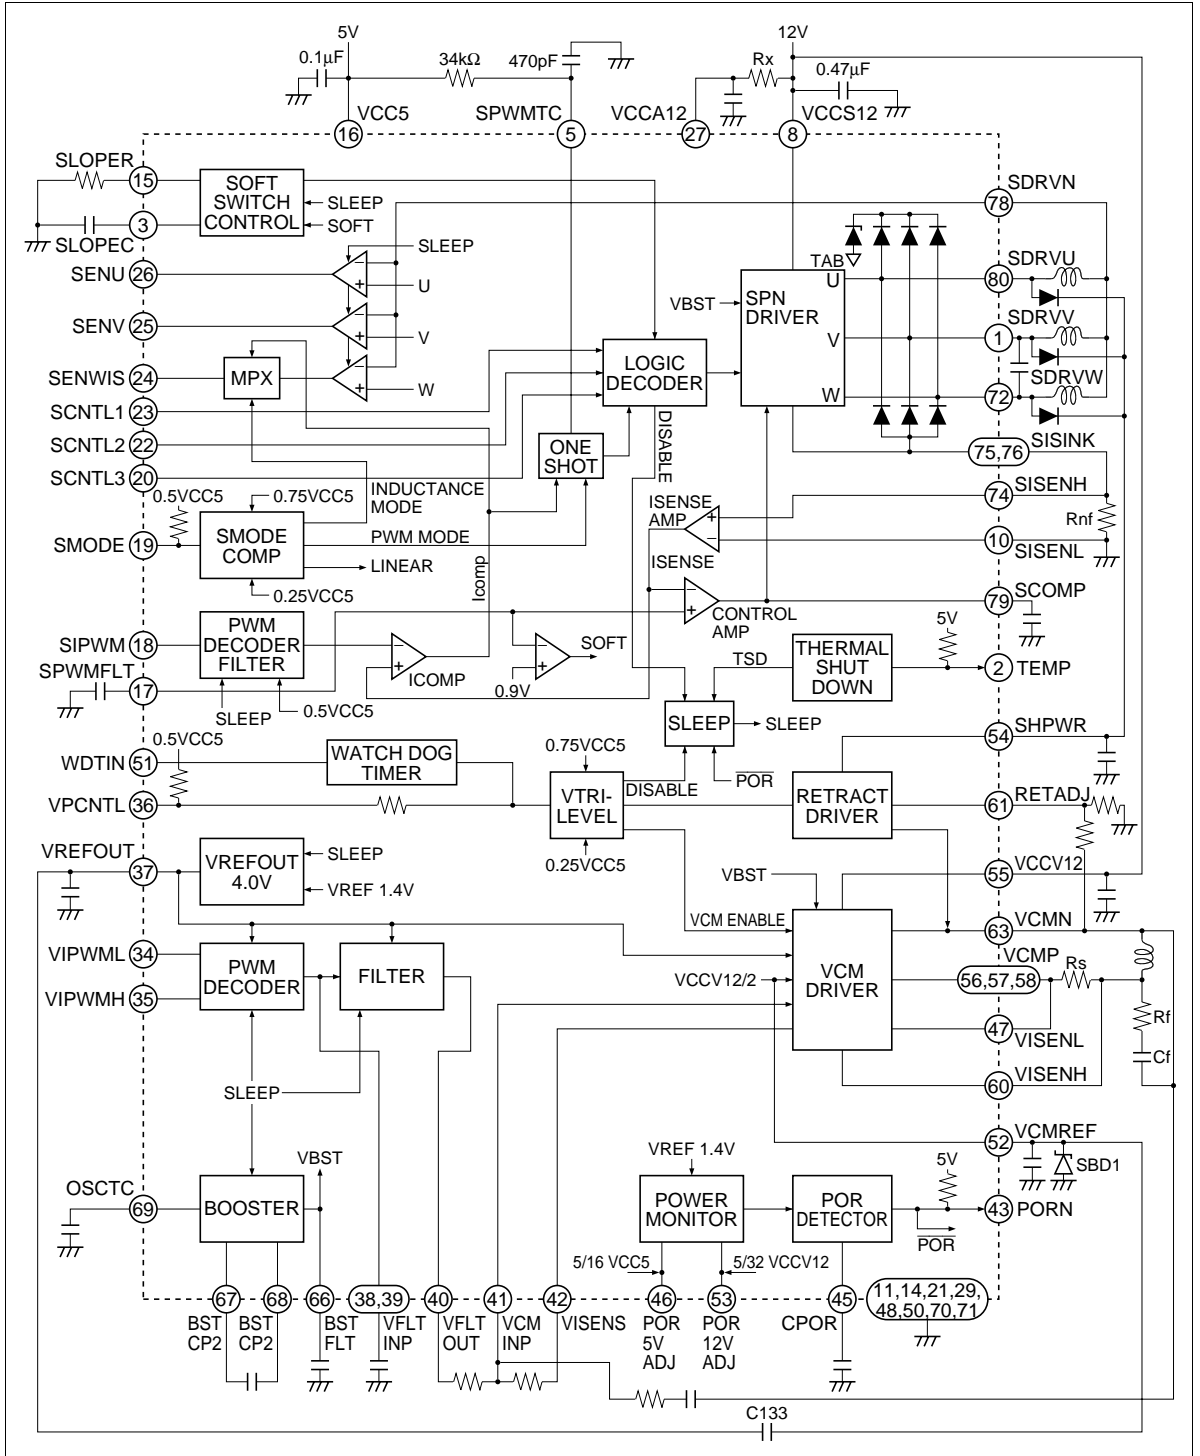 5V
12V
0.1μF
34kΩ
470pF
Rx
0.47μF
VCC5
SPWMTC
VCCA12
VCCS12
16
5
27
8
SLOPER
15
SOFT
SWITCH
CONTROL
SLEEP
SOFT
3
SLOPEC
SDRVN
78
SENU
26
SLEEP
U
SENV
25
V
SENWIS
24
MPX
W
TAB
SPN
DRIVER
U
V
W
VBST
SDRVU
80
SDRVV
1
SDRVW
72
LOGIC
DECODER
SCNTL1
23
SCNTL2
22
SCNTL3
20
ONE
SHOT
DISABLE
SISINK
75,76
0.5VCC5
0.75VCC5
INDUCTANCE
MODE
SMODE
19
SMODE
COMP
PWM MODE
LINEAR
0.25VCC5
Icomp
ISENSE
AMP
ISENSE
SISENH
74
Rnf
10
SISENL
SCOMP
79
CONTROL
AMP
SIPWM
18
PWM
DECODER
FILTER
SPWMFLT
17
SLEEP
0.5VCC5
ICOMP
SOFT
0.9V
TSD
THERMAL
SHUT
DOWN
5V
2
TEMP
SLEEP
SLEEP
POR
SHPWR
54
0.5VCC5
WDTIN
51
WATCH DOG
TIMER
VPCNTL
36
0.75VCC5
VTRI-
LEVEL
DISABLE
0.25VCC5
RETRACT
DRIVER
RETADJ
61
VREFOUT
37
VREFOUT
4.0V
SLEEP
VREF 1.4V
VBST
VCCV12
55
VCM ENABLE
VCMN
63
VIPWML
34
VIPWMH
35
PWM
DECODER
FILTER
VCCV12/2
VCM
DRIVER
VCMP
56,57,58
Rs
Rf
Cf
47
VISENL
60
VISENH
SLEEP
VCMREF
52
SBD1
VBST
OSCTC
69
BOOSTER
VREF 1.4V
POWER
MONITOR
POR
DETECTOR
5V
43
PORN
POR
5/16 VCC5
5/32 VCCV12
67
68
66
38,39
40
41
42
46
53
45
11,14,21,29,
48,50,70,71
BST
CP2
BST
CP2
BST
FLT
VFLT
INP
VFLT
OUT
VCM
INP
VISENS
POR
5V
ADJ
POR
12V
ADJ
CPOR
C133